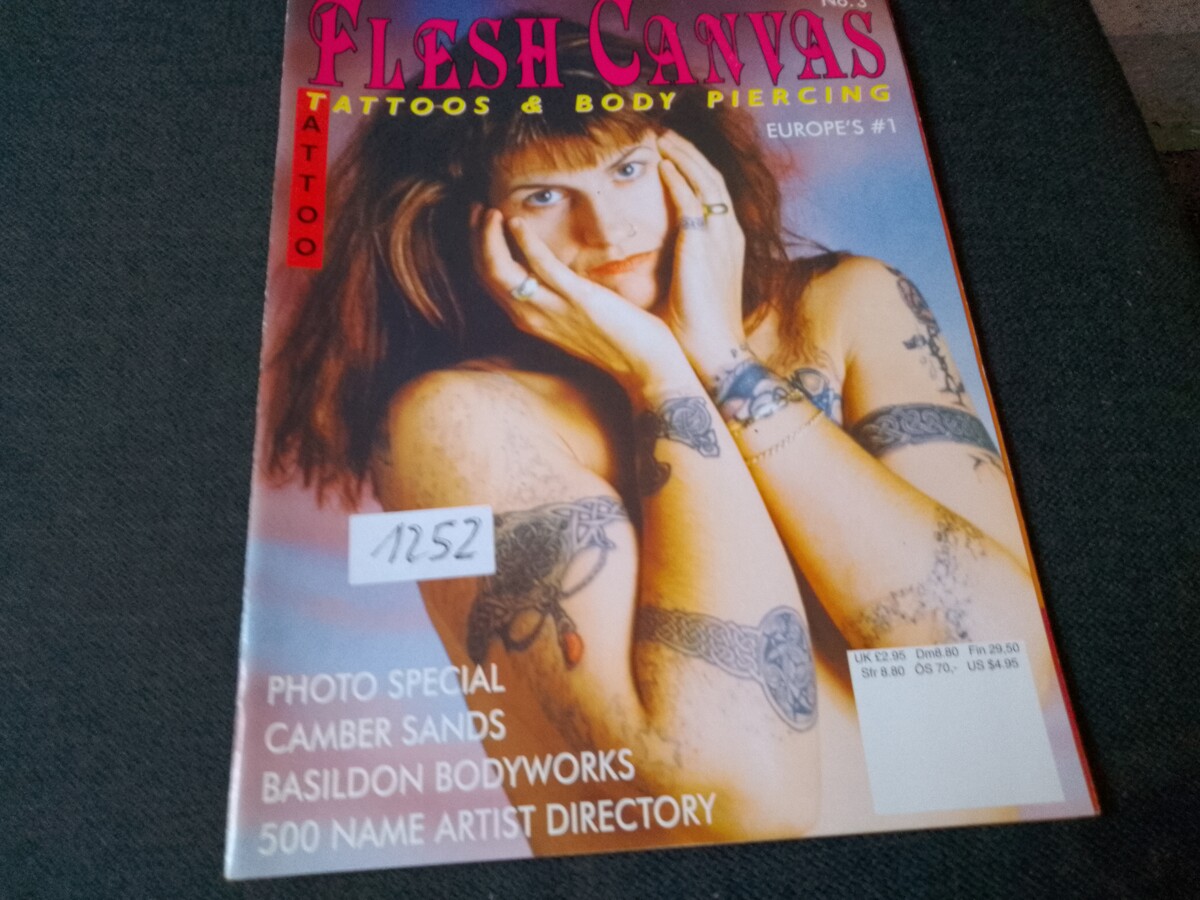 No.3
FLESH CANVAS
TATTOOS & BODY PIERCING
EUROPE'S #1
TATTOO
1252
UK £2.95 Dm8.80 Fin 29,50
Sfr 8.80 ÖS 70,- US $4.95
PHOTO SPECIAL
CAMBER SANDS
BASILDON BODYWORKS
500 NAME ARTIST DIRECTORY